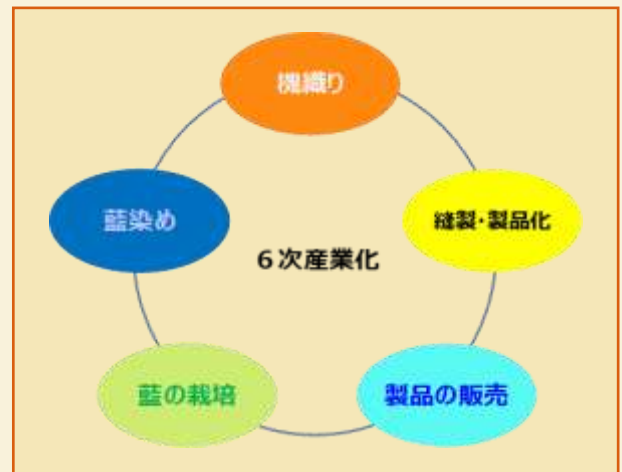 機織り
藍染め
縫製・製品化
6次産業化
藍の栽培
製品の販売